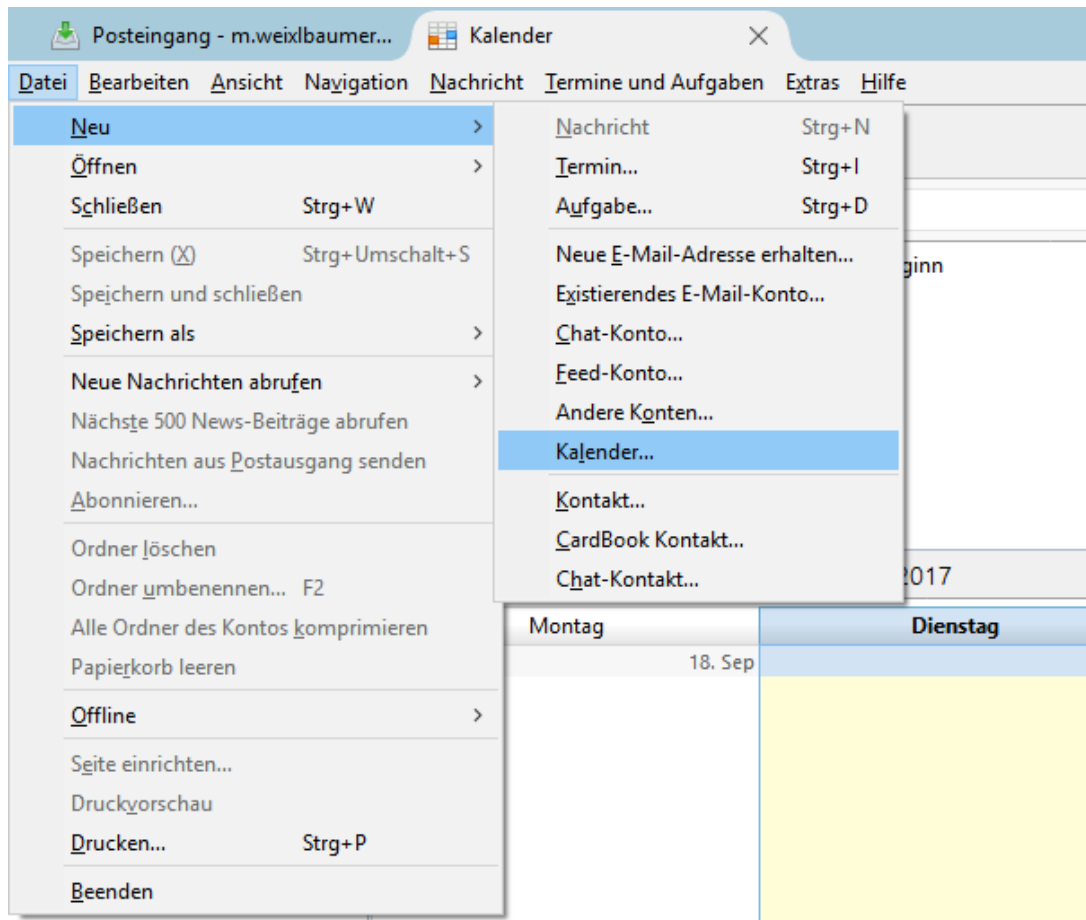 Posteingang - m.weixlbaumer... Kalender
Datei Bearbeiten Ansicht Navigation Nachricht Termine und Aufgaben Extras Hilfe
Neu
Öffnen
Schließen Strg+W
Speichern (X) Strg+Umschalt+S
Speichern und schließen
Speichern als
Neue Nachrichten abrufen
Nächste 500 News-Beiträge abrufen
Nachrichten aus Postausgang senden
Abonnieren...
Ordner löschen
Ordner umbenennen... F2
Alle Ordner des Kontos komprimieren
Papierkorb leeren
Offline
Seite einrichten...
Druckvorschau
Drucken... Strg+P
Beenden
Nachricht Strg+N
Termin... Strg+I
Aufgabe... Strg+D
Neue E-Mail-Adresse erhalten...
Existierendes E-Mail-Konto...
Chat-Konto...
Feed-Konto...
Andere Konten...
Kalender...
Kontakt...
CardBook Kontakt...
Chat-Kontakt...
ginn
2017
Montag Dienstag
18. Sep